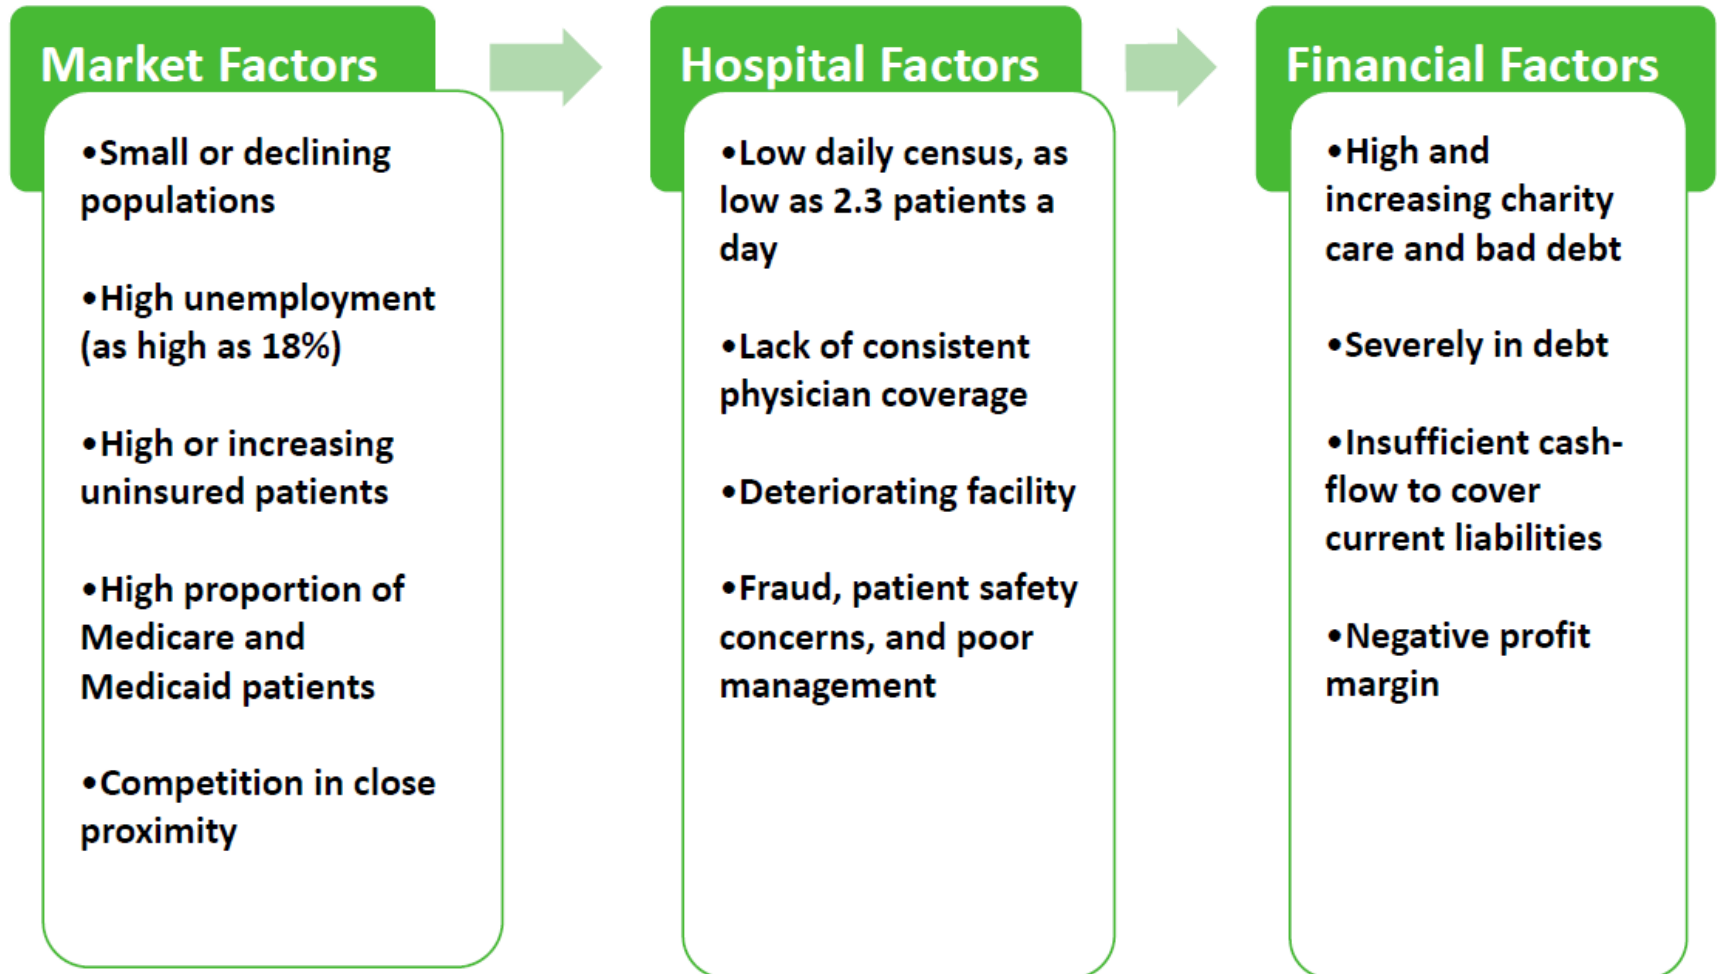 Market Factors
•Small or declining
populations
•High unemployment
(as high as 18%)
•High or increasing
uninsured patients
•High proportion of
Medicare and
Medicaid patients
•Competition in close
proximity
Hospital Factors
•Low daily census, as
low as 2.3 patients a
day
•Lack of consistent
physician coverage
•Deteriorating facility
•Fraud, patient safety
concerns, and poor
management
Financial Factors
•High and
increasing charity
care and bad debt
•Severely in debt
•Insufficient cash-
flow to cover
current liabilities
•Negative profit
margin